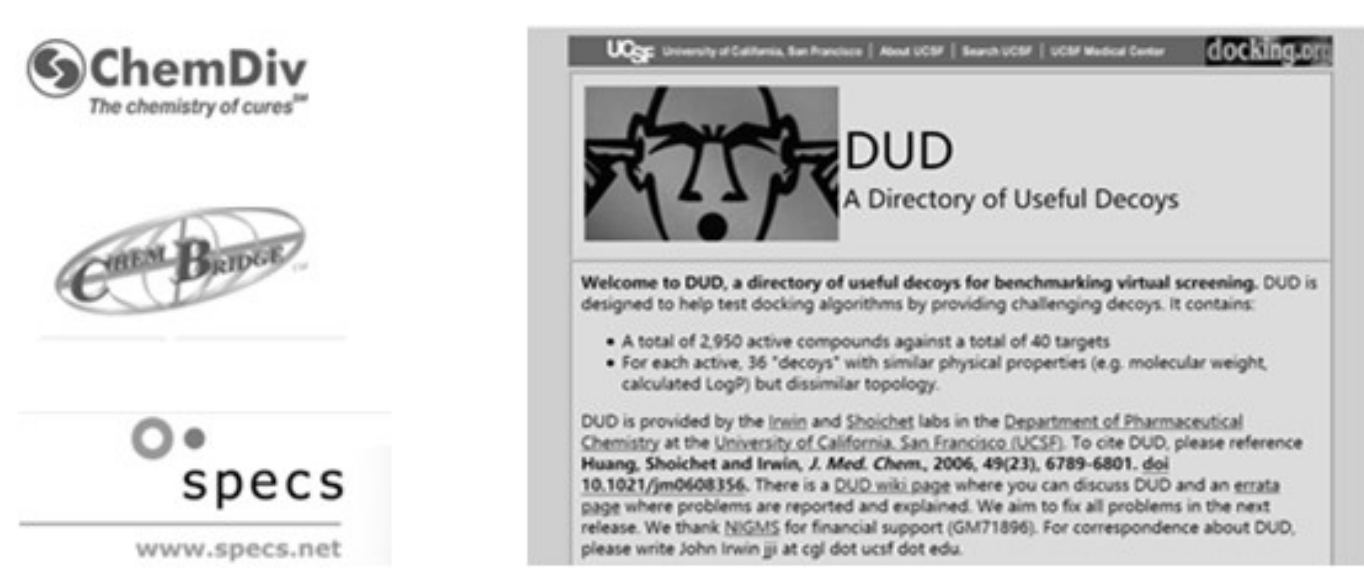 ChemDiv
The chemistry of cures℠
CHEM BRIDGE™
specs
www.specs.net
UCSF University of California, San Francisco | About UCSF | Search UCSF | UCSF Medical Center
docking.org
DUD
A Directory of Useful Decoys
Welcome to DUD, a directory of useful decoys for benchmarking virtual screening. DUD is
designed to help test docking algorithms by providing challenging decoys. It contains:
• A total of 2,950 active compounds against a total of 40 targets
• For each active, 36 "decoys" with similar physical properties (e.g. molecular weight,
calculated LogP) but dissimilar topology.
DUD is provided by the Irwin and Shoichet labs in the Department of Pharmaceutical
Chemistry at the University of California, San Francisco (UCSF). To cite DUD, please reference
Huang, Shoichet and Irwin, J. Med. Chem., 2006, 49(23), 6789-6801. doi
10.1021/jm0608356. There is a DUD wiki page where you can discuss DUD and an errata
page where problems are reported and explained. We aim to fix all problems in the next
release. We thank NIGMS for financial support (GM71896). For correspondence about DUD,
please write John Irwin jji at cgl dot ucsf dot edu.